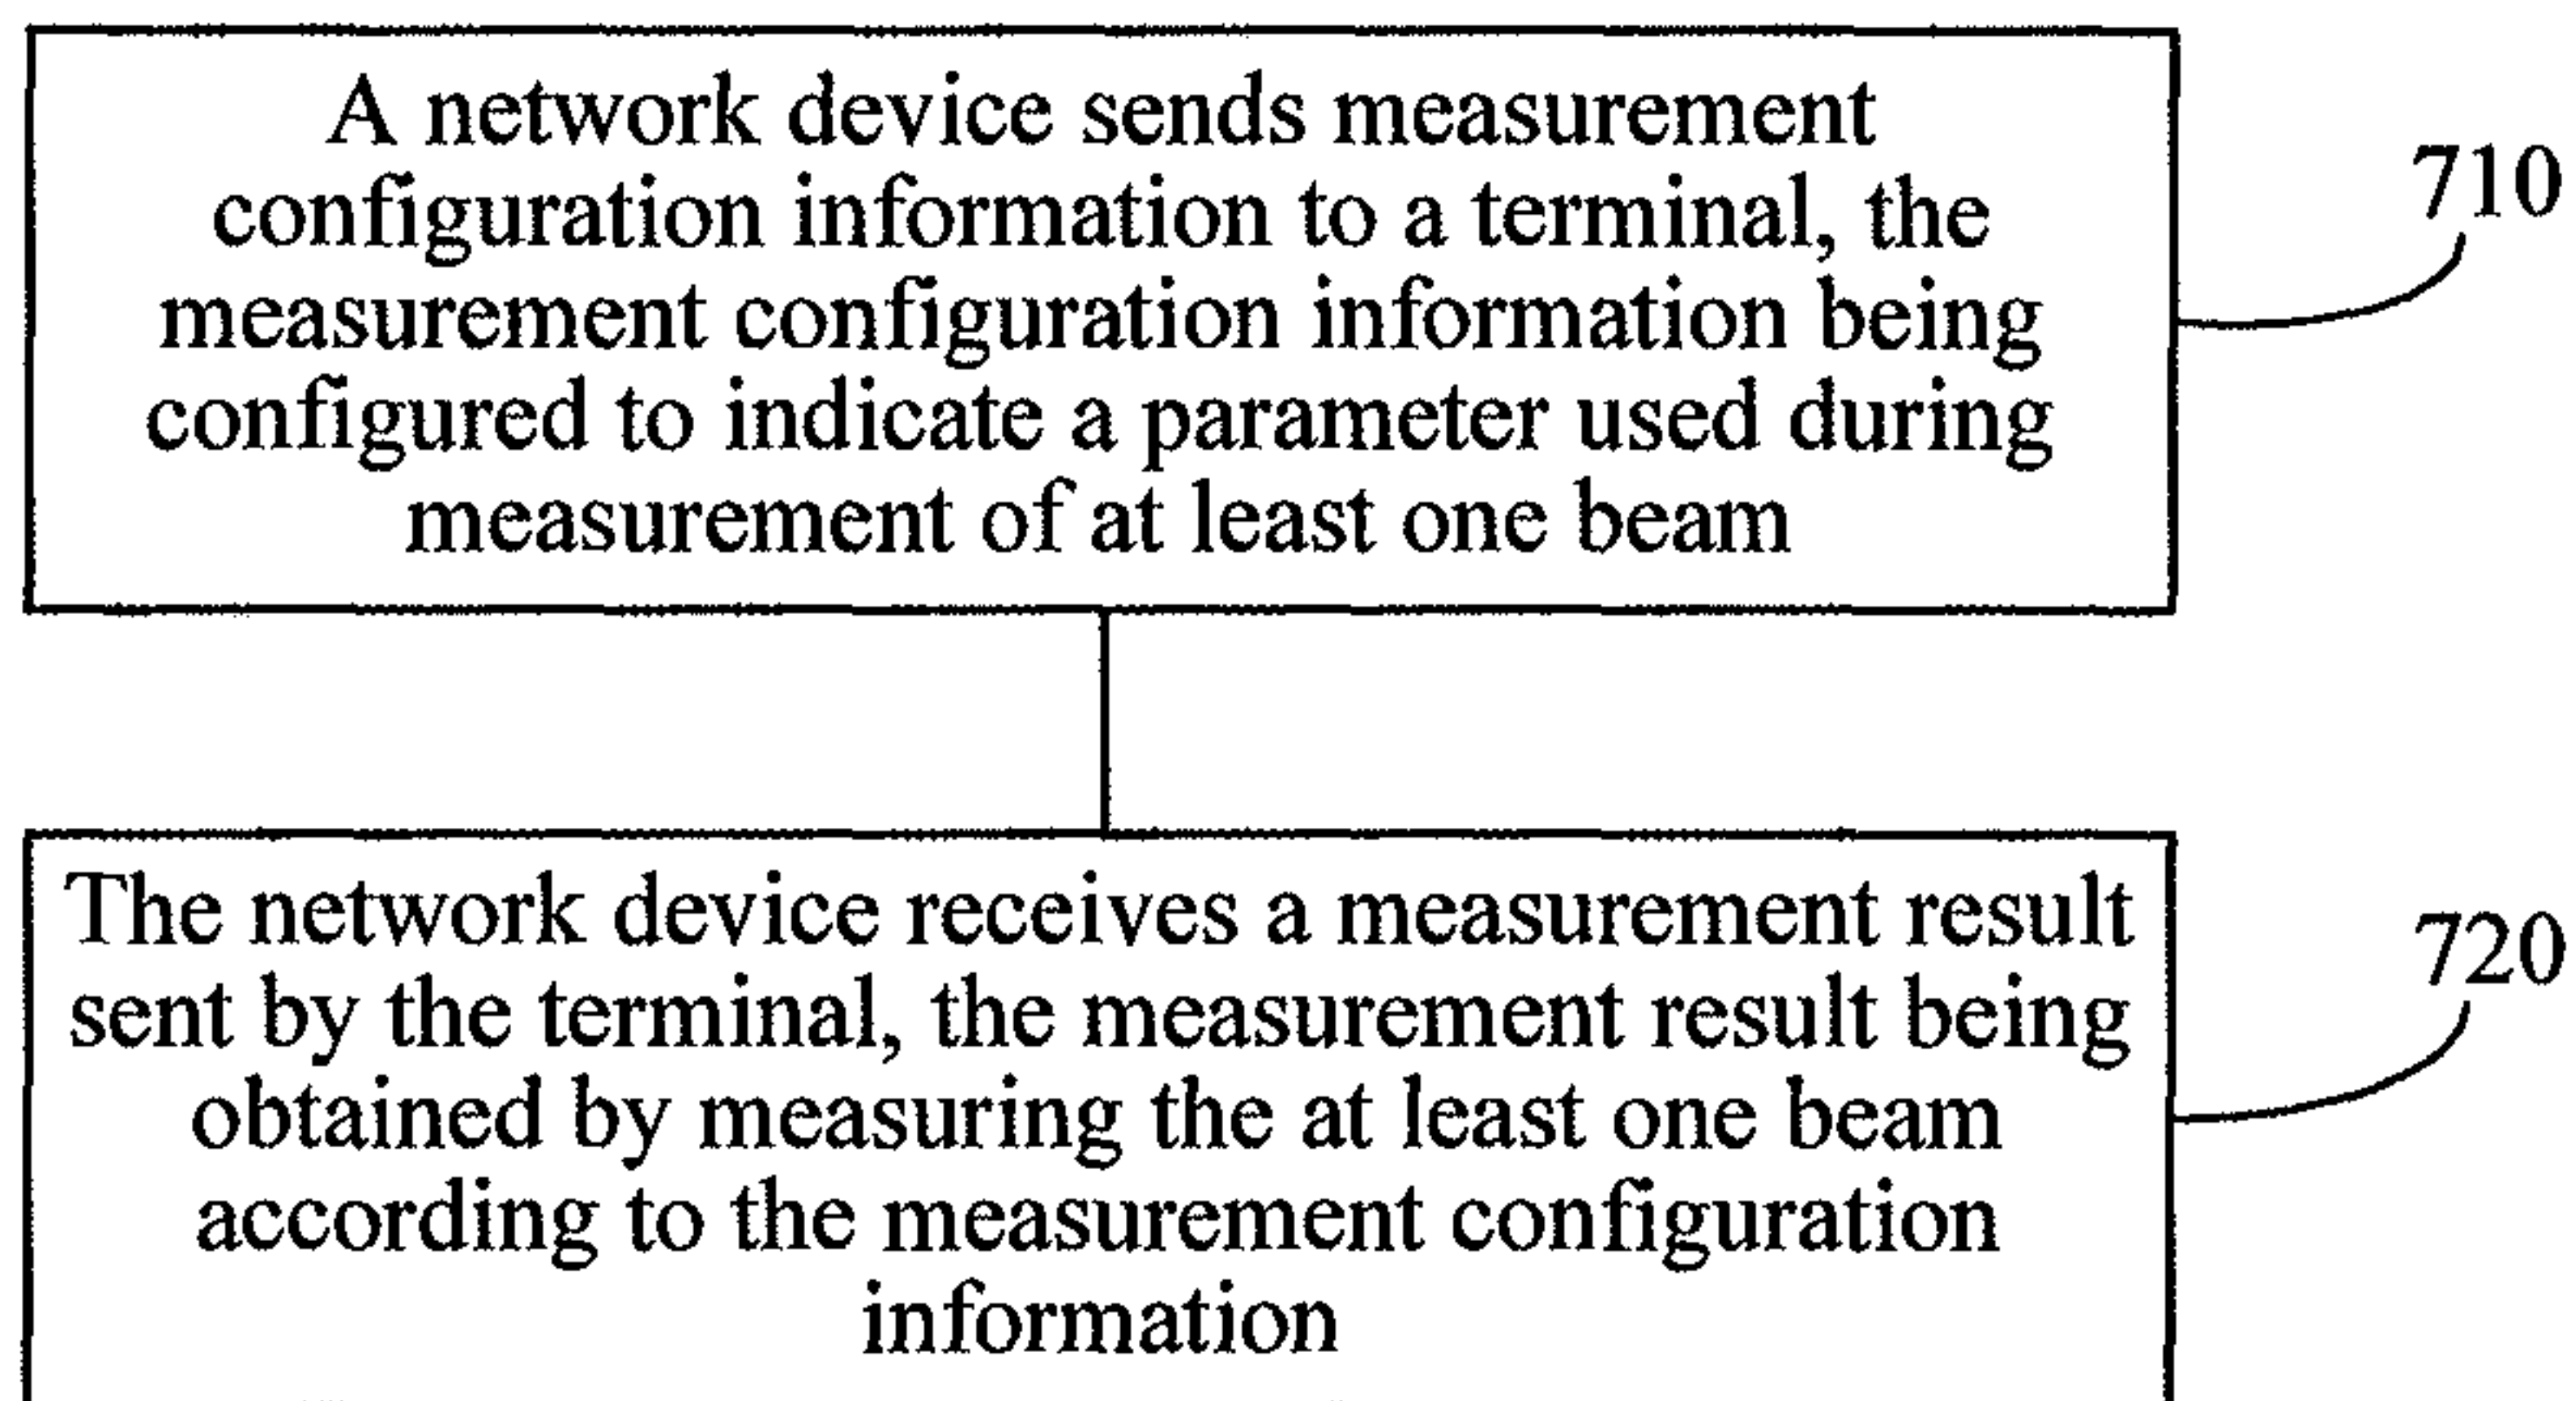 A network device sends measurement
configuration information to a terminal, the
measurement configuration information being
configured to indicate a parameter used during
measurement of at least one beam
710
The network device receives a measurement result
sent by the terminal, the measurement result being
obtained by measuring the at least one beam
according to the measurement configuration
information
720